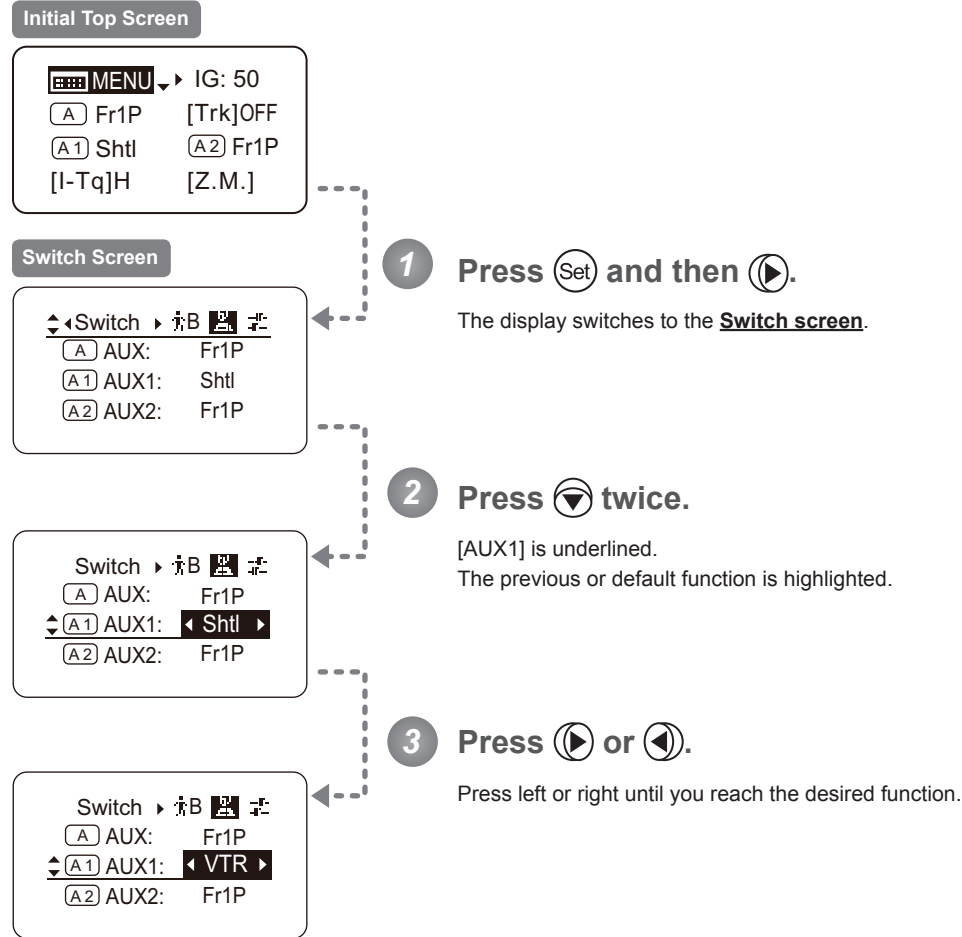 Initial Top Screen
MENU IG: 50
A Fr1P [Trk]OFF
A1 Shtl A2 Fr1P
[I-Tq]H [Z.M.]
Switch Screen
Switch B
A AUX: Fr1P
A1 AUX1: Shtl
A2 AUX2: Fr1P
1 Press Set and then .
The display switches to the Switch screen.
2 Press twice.
[AUX1] is underlined.
The previous or default function is highlighted.
Switch B
A AUX: Fr1P
A1 AUX1: Shtl
A2 AUX2: Fr1P
3 Press or .
Press left or right until you reach the desired function.
Switch B
A AUX: Fr1P
A1 AUX1: VTR
A2 AUX2: Fr1P